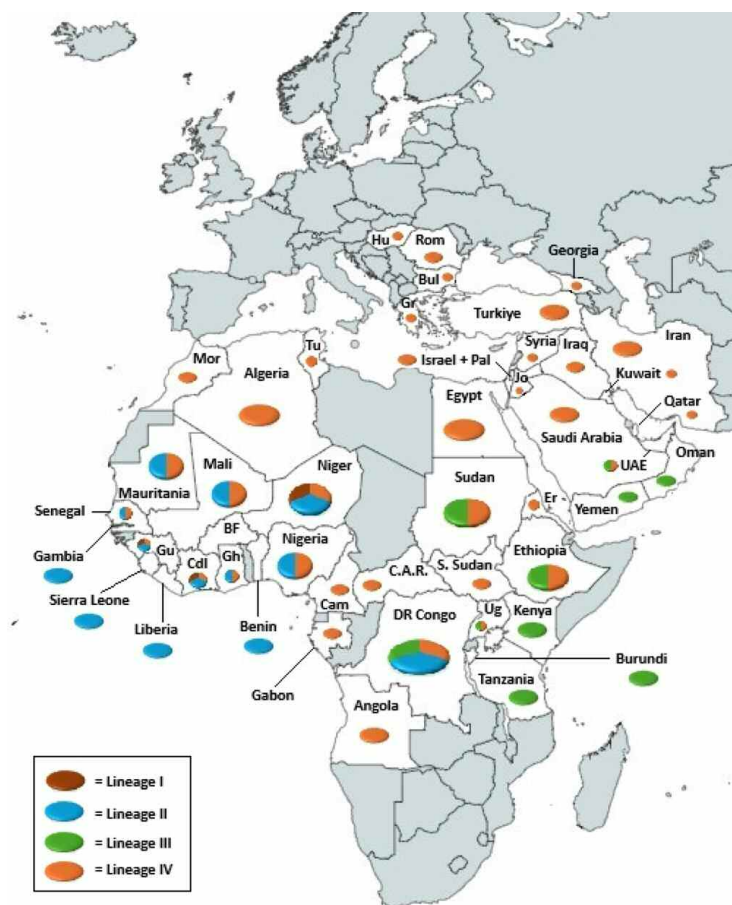 Hu
Rom
Georgia
Bul
Gr
Turkiye
Tu
Syria
Iraq
Iran
Mor
Israel + Pal
Algeria
Jo
Kuwait
Egypt
Qatar
Saudi Arabia
Oman
Mali
Niger
UAE
Mauritania
Sudan
Er
Senegal
Yemen
BF
Nigeria
Gambia
Gu
CdI
Gh
Ethiopia
C.A.R.
S. Sudan
Sierra Leone
Cam
Ug
Kenya
Liberia
Benin
DR Congo
Burundi
Gabon
Tanzania
Angola
= Lineage I
= Lineage II
= Lineage III
= Lineage IV